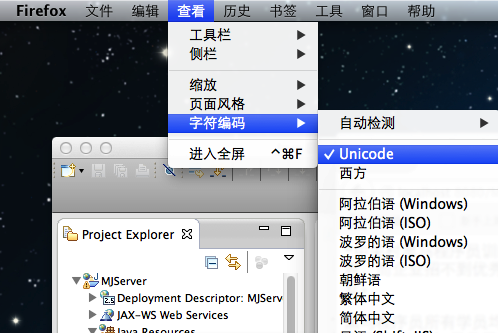 Firefox 文件 编辑 查看 历史 书签 工具 窗口 帮助
工具栏
侧栏
缩放
页面风格
字符编码
进入全屏 ^⌘F
自动检测
✓ Unicode
西方
阿拉伯语 (Windows)
阿拉伯语 (ISO)
波罗的语 (Windows)
波罗的语 (ISO)
朝鲜语
繁体中文
简体中文
Project Explorer
MJServer
Deployment Descriptor: MJServ
JAX-WS Web Services
Java Resources